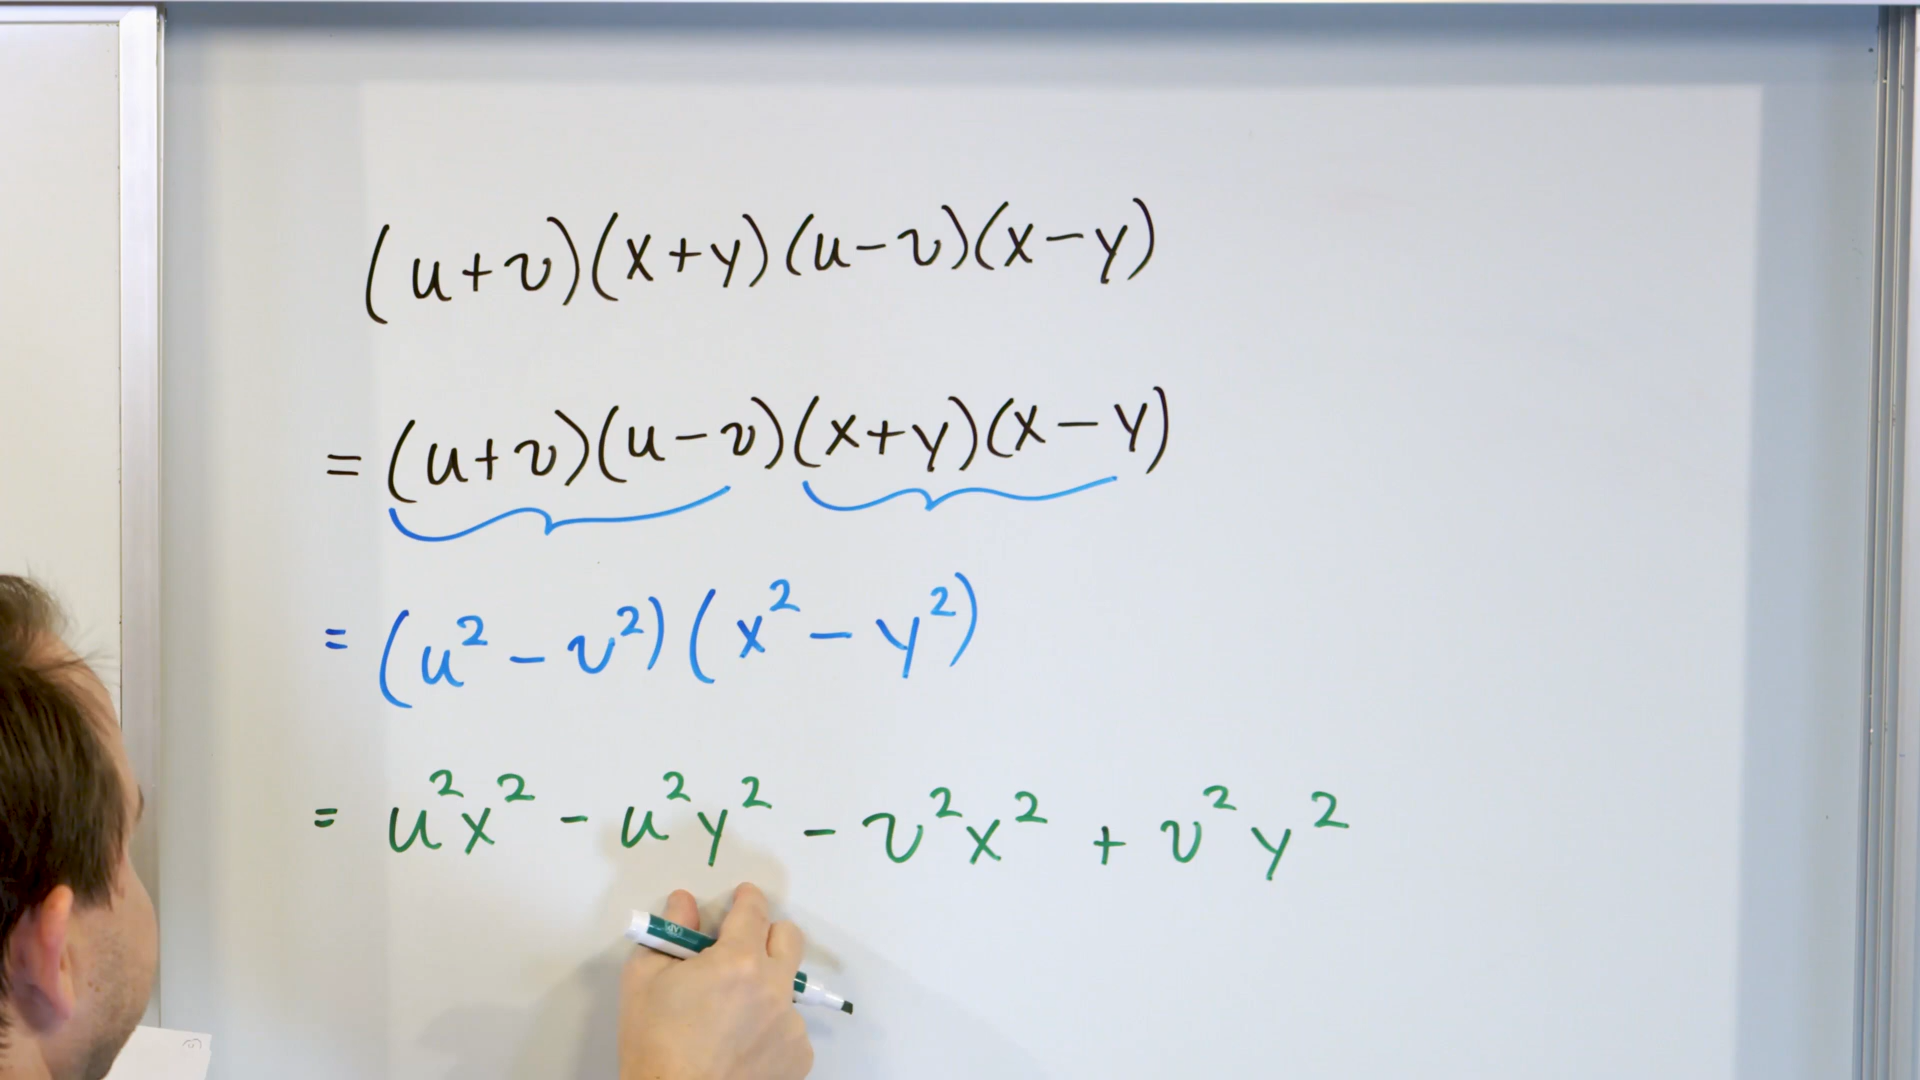 (u+v)(x+y)(u-v)(x-y)
= (u+v)(u-v)(x+y)(x-y)
= (u² - v²)(x² - y²)
= u²x² - u²y² - v²x² + v²y²